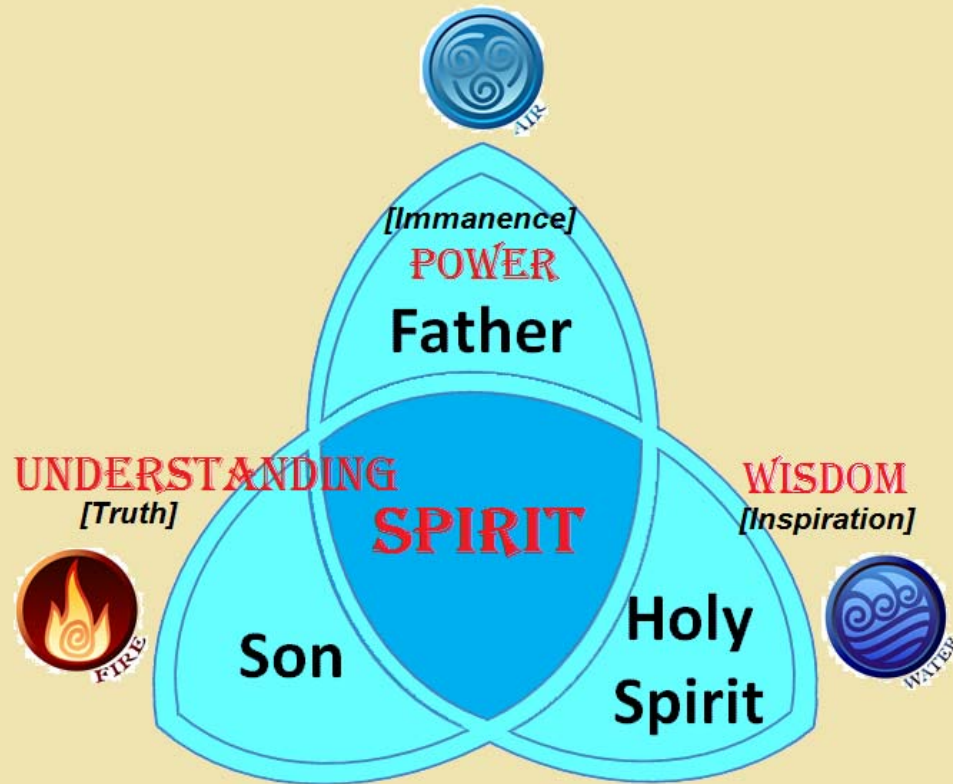 AIR
[Immanence]
POWER
Father
UNDERSTANDING
[Truth]
WISDOM
[Inspiration]
SPIRIT
FIRE
Son
Holy
Spirit
WATER